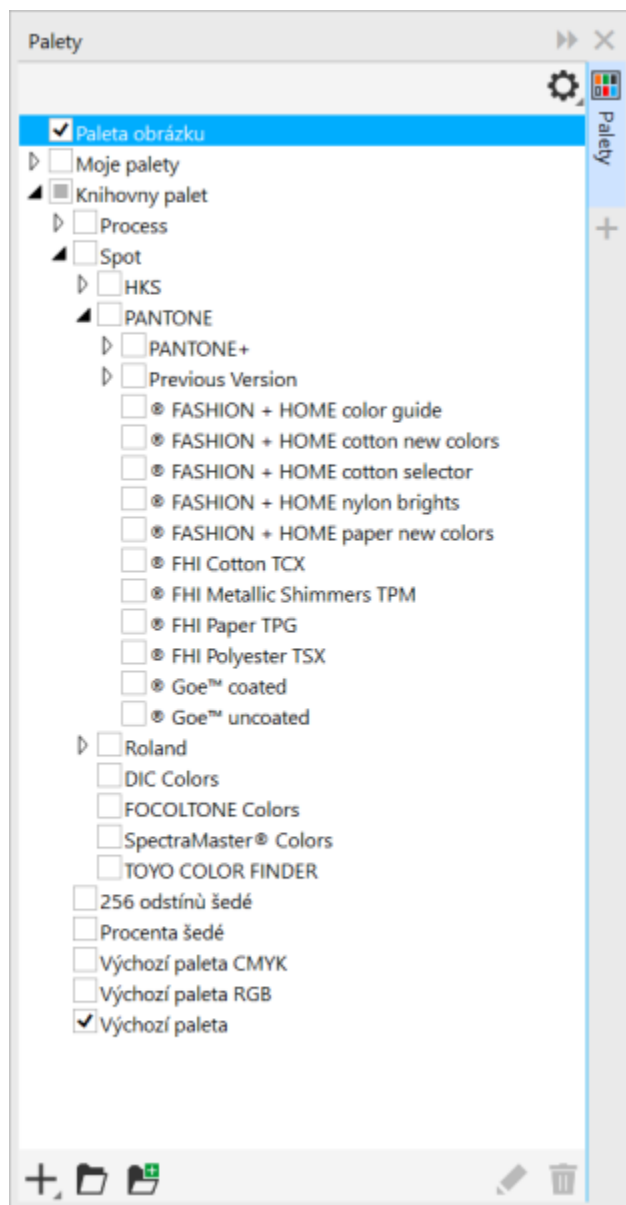 Palety
Palety
Paleta obrázku
Moje palety
Knihovny palet
Process
Spot
HKS
PANTONE
PANTONE+
Previous Version
® FASHION + HOME color guide
® FASHION + HOME cotton new colors
® FASHION + HOME cotton selector
® FASHION + HOME nylon brights
® FASHION + HOME paper new colors
® FHI Cotton TCX
® FHI Metallic Shimmers TPM
® FHI Paper TPG
® FHI Polyester TSX
® Goe™ coated
® Goe™ uncoated
Roland
DIC Colors
FOCOLTONE Colors
SpectraMaster® Colors
TOYO COLOR FINDER
256 odstínù šedé
Procenta šedé
Výchozí paleta CMYK
Výchozí paleta RGB
Výchozí paleta